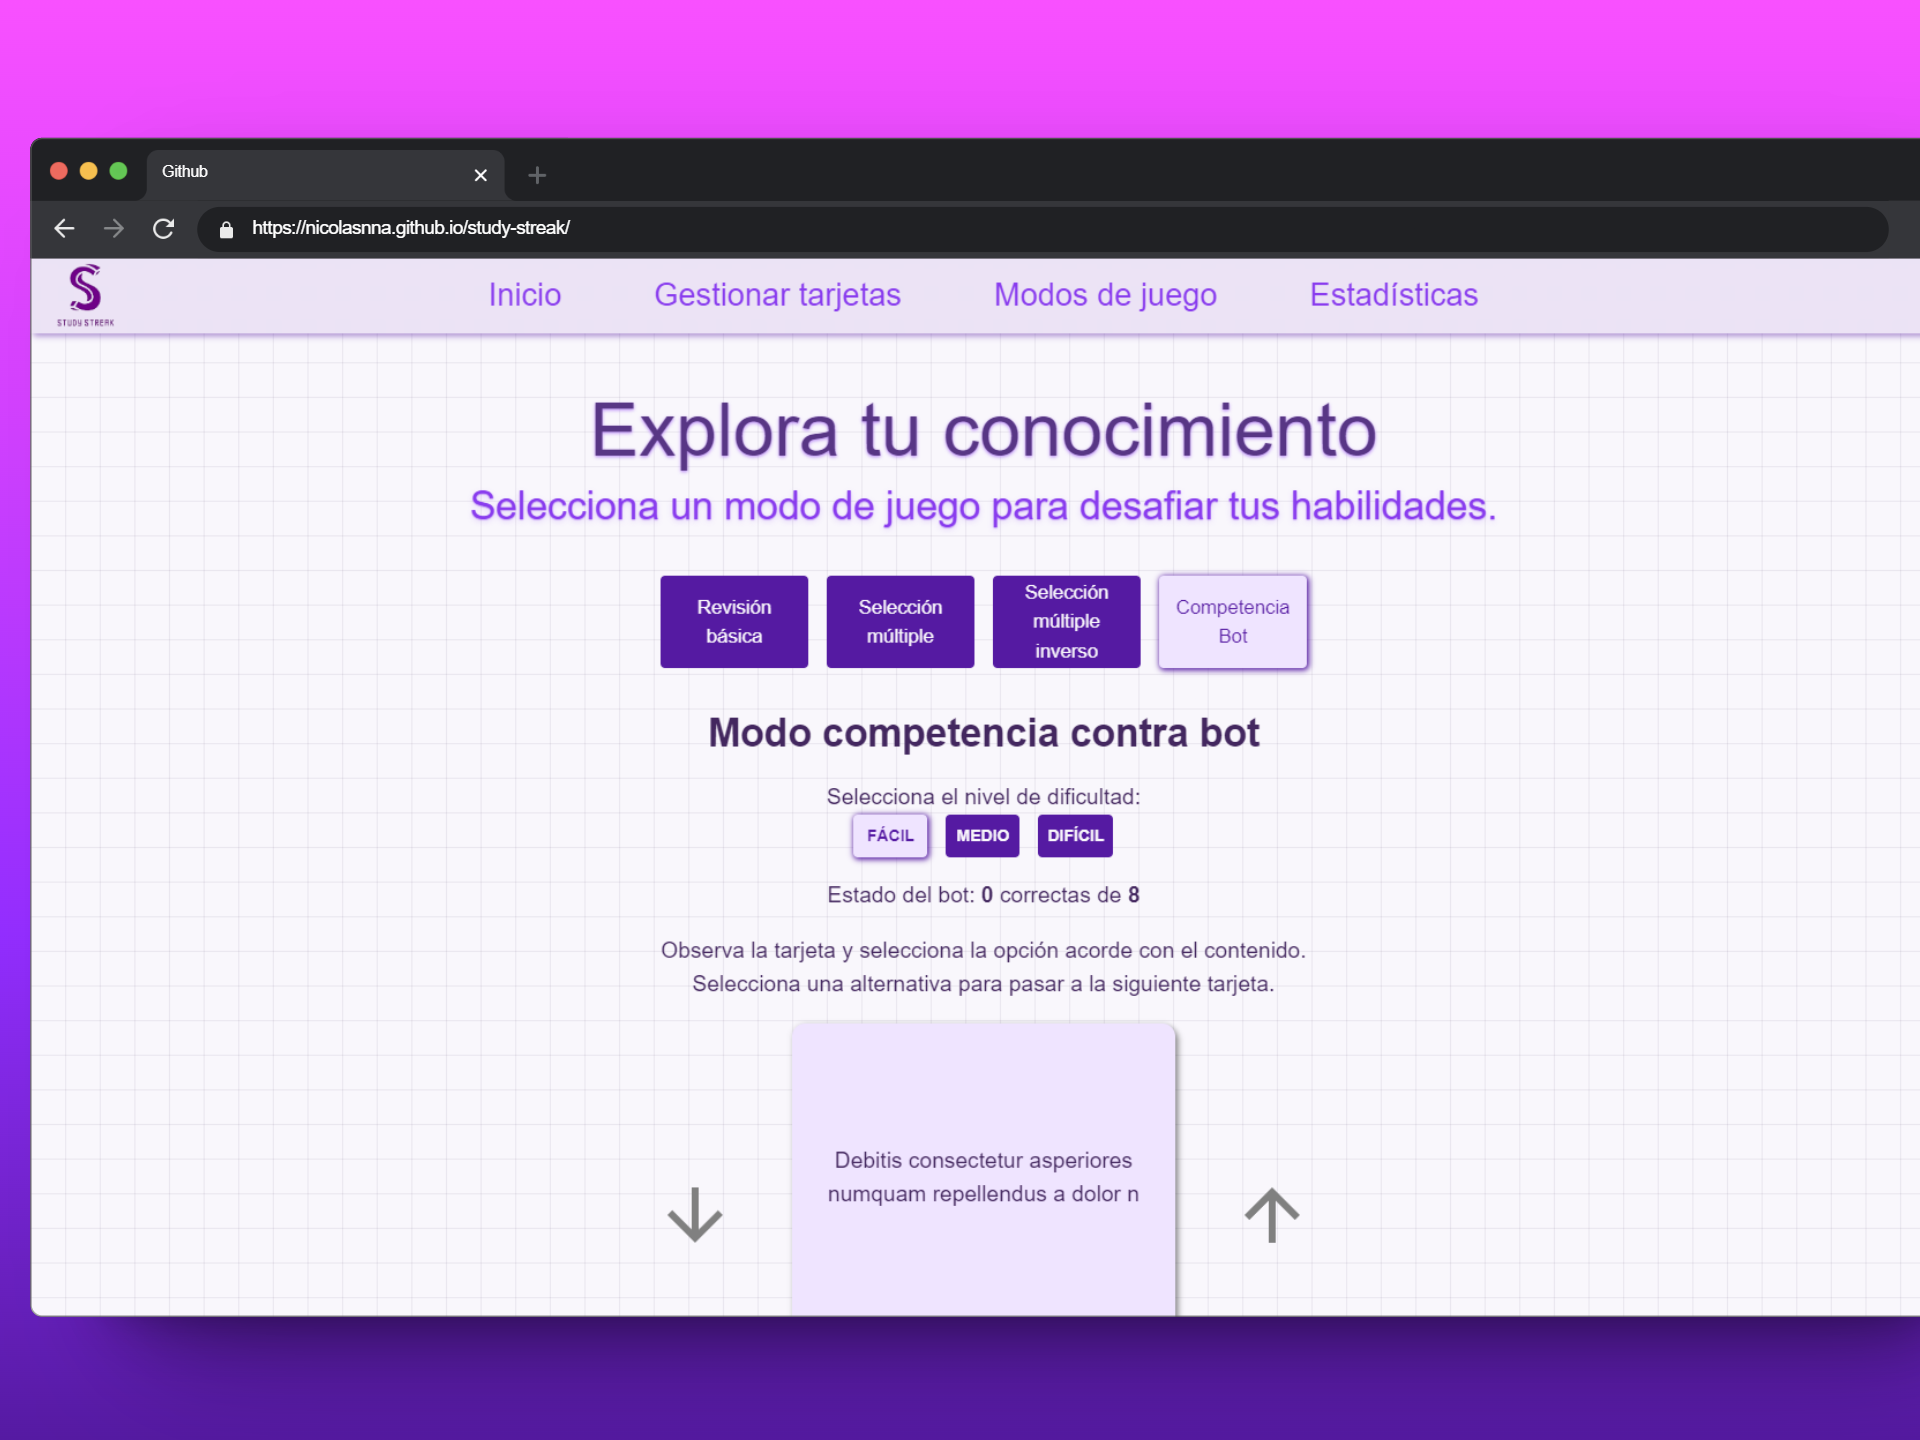 Github
https://nicolasnna.github.io/study-streak/
STUDY STREAK
Inicio
Gestionar tarjetas
Modos de juego
Estadísticas
Explora tu conocimiento
Selecciona un modo de juego para desafiar tus habilidades.
Revisión
básica
Selección
múltiple
Selección
múltiple
inverso
Competencia
Bot
Modo competencia contra bot
Selecciona el nivel de dificultad:
FÁCIL
MEDIO
DIFÍCIL
Estado del bot: 0 correctas de 8
Observa la tarjeta y selecciona la opción acorde con el contenido.
Selecciona una alternativa para pasar a la siguiente tarjeta.
Debitis consectetur asperiores
numquam repellendus a dolor n